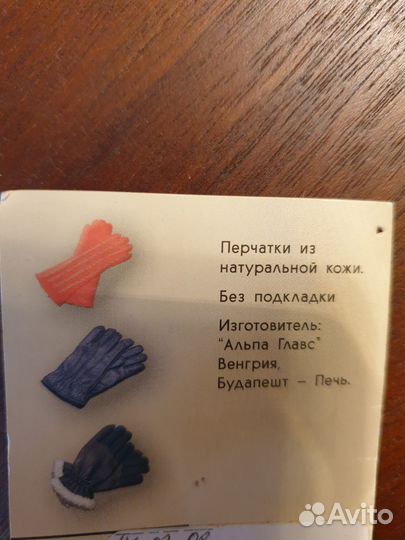 Перчатки из
натуральной кожи.
Без подкладки
Изготовитель:
"Альпа Главс"
Венгрия,
Будапешт – Печь.
Avito